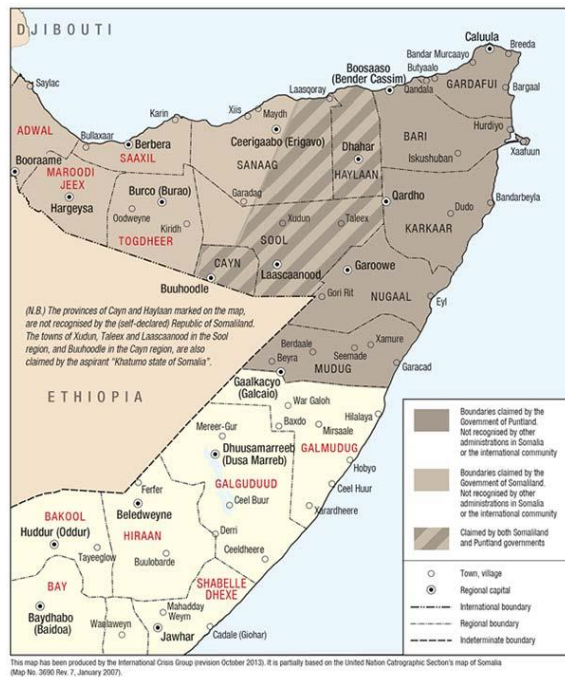 DJIBOUTI
Caluula
Breeda
Bandar Murcaayo
Butyaalo
Boosaaso
(Bender Cassim)
Qandala
GARDAFUI
Bargaal
Saylac
Laasqoray
Xiis
Maydh
Karin
ADWAL
Bullaxaar
Berbera
SAAXIL
Ceerigaabo (Erigavo)
SANAAG
Dhahar
HAYLAAN
BARI
Hurdiyo
Iskushuban
Xaafuun
Booraame
MAROODI
JEEX
Hargeysa
Burco (Burao)
Oodweyne
Kiridh
TOGDHEER
Garadag
Qardho
Dudo
Bandarbeyla
KARKAAR
Xudun
Taleex
SOOL
CAYN
Laascaanood
Buuhoodle
Garoowe
Gori Rit
NUGAAL
Eyl
(N.B.) The provinces of Cayn and Haylaan marked on the map,
are not recognised by the (self-declared) Republic of Somaliland.
The towns of Xudun, Taleex and Laascaanood in the Sool
region, and Buuhoodle in the Cayn region, are also
claimed by the aspirant “Khatumo state of Somalia”.
ETHIOPIA
Berdaale
Xamure
Beyra
Seemade
MUDUG
Garacad
Gaalkacyo
(Galcaio)
War Galoh
Hilalaya
Baxdo
Mirsaale
Mereer-Gur
Dhuusamarreeb
(Dusa Marreb)
GALMUDUG
Hobyo
GALGUDUUD
Ceel Huur
Ceel Buur
Xarardheere
Ferfer
Beledweyne
BAKOOL
Huddur (Oddur)
HIRAAN
Derri
Tayeeglow
Buulobarde
Ceeldheere
BAY
SHABELLE
DHEXE
Baydhabo
(Baidoa)
Mahadday
Weym
Waalaweyn
Jawhar
Cadale (Giohar)
Boundaries claimed by the
Government of Puntland.
Not recognised by other
administrations in Somalia
or the international community
Boundaries claimed by the
Government of Somaliland.
Not recognised by other
administrations in Somalia
or the international community
Claimed by both Somaliland
and Puntland governments
Town, village
Regional capital
International boundary
Regional boundary
Indeterminate boundary
This map has been produced by the International Crisis Group (revision October 2013). It is partially based on the United Nation Catrographic Section's map of Somalia
(Map No. 3690 Rev. 7, January 2007).